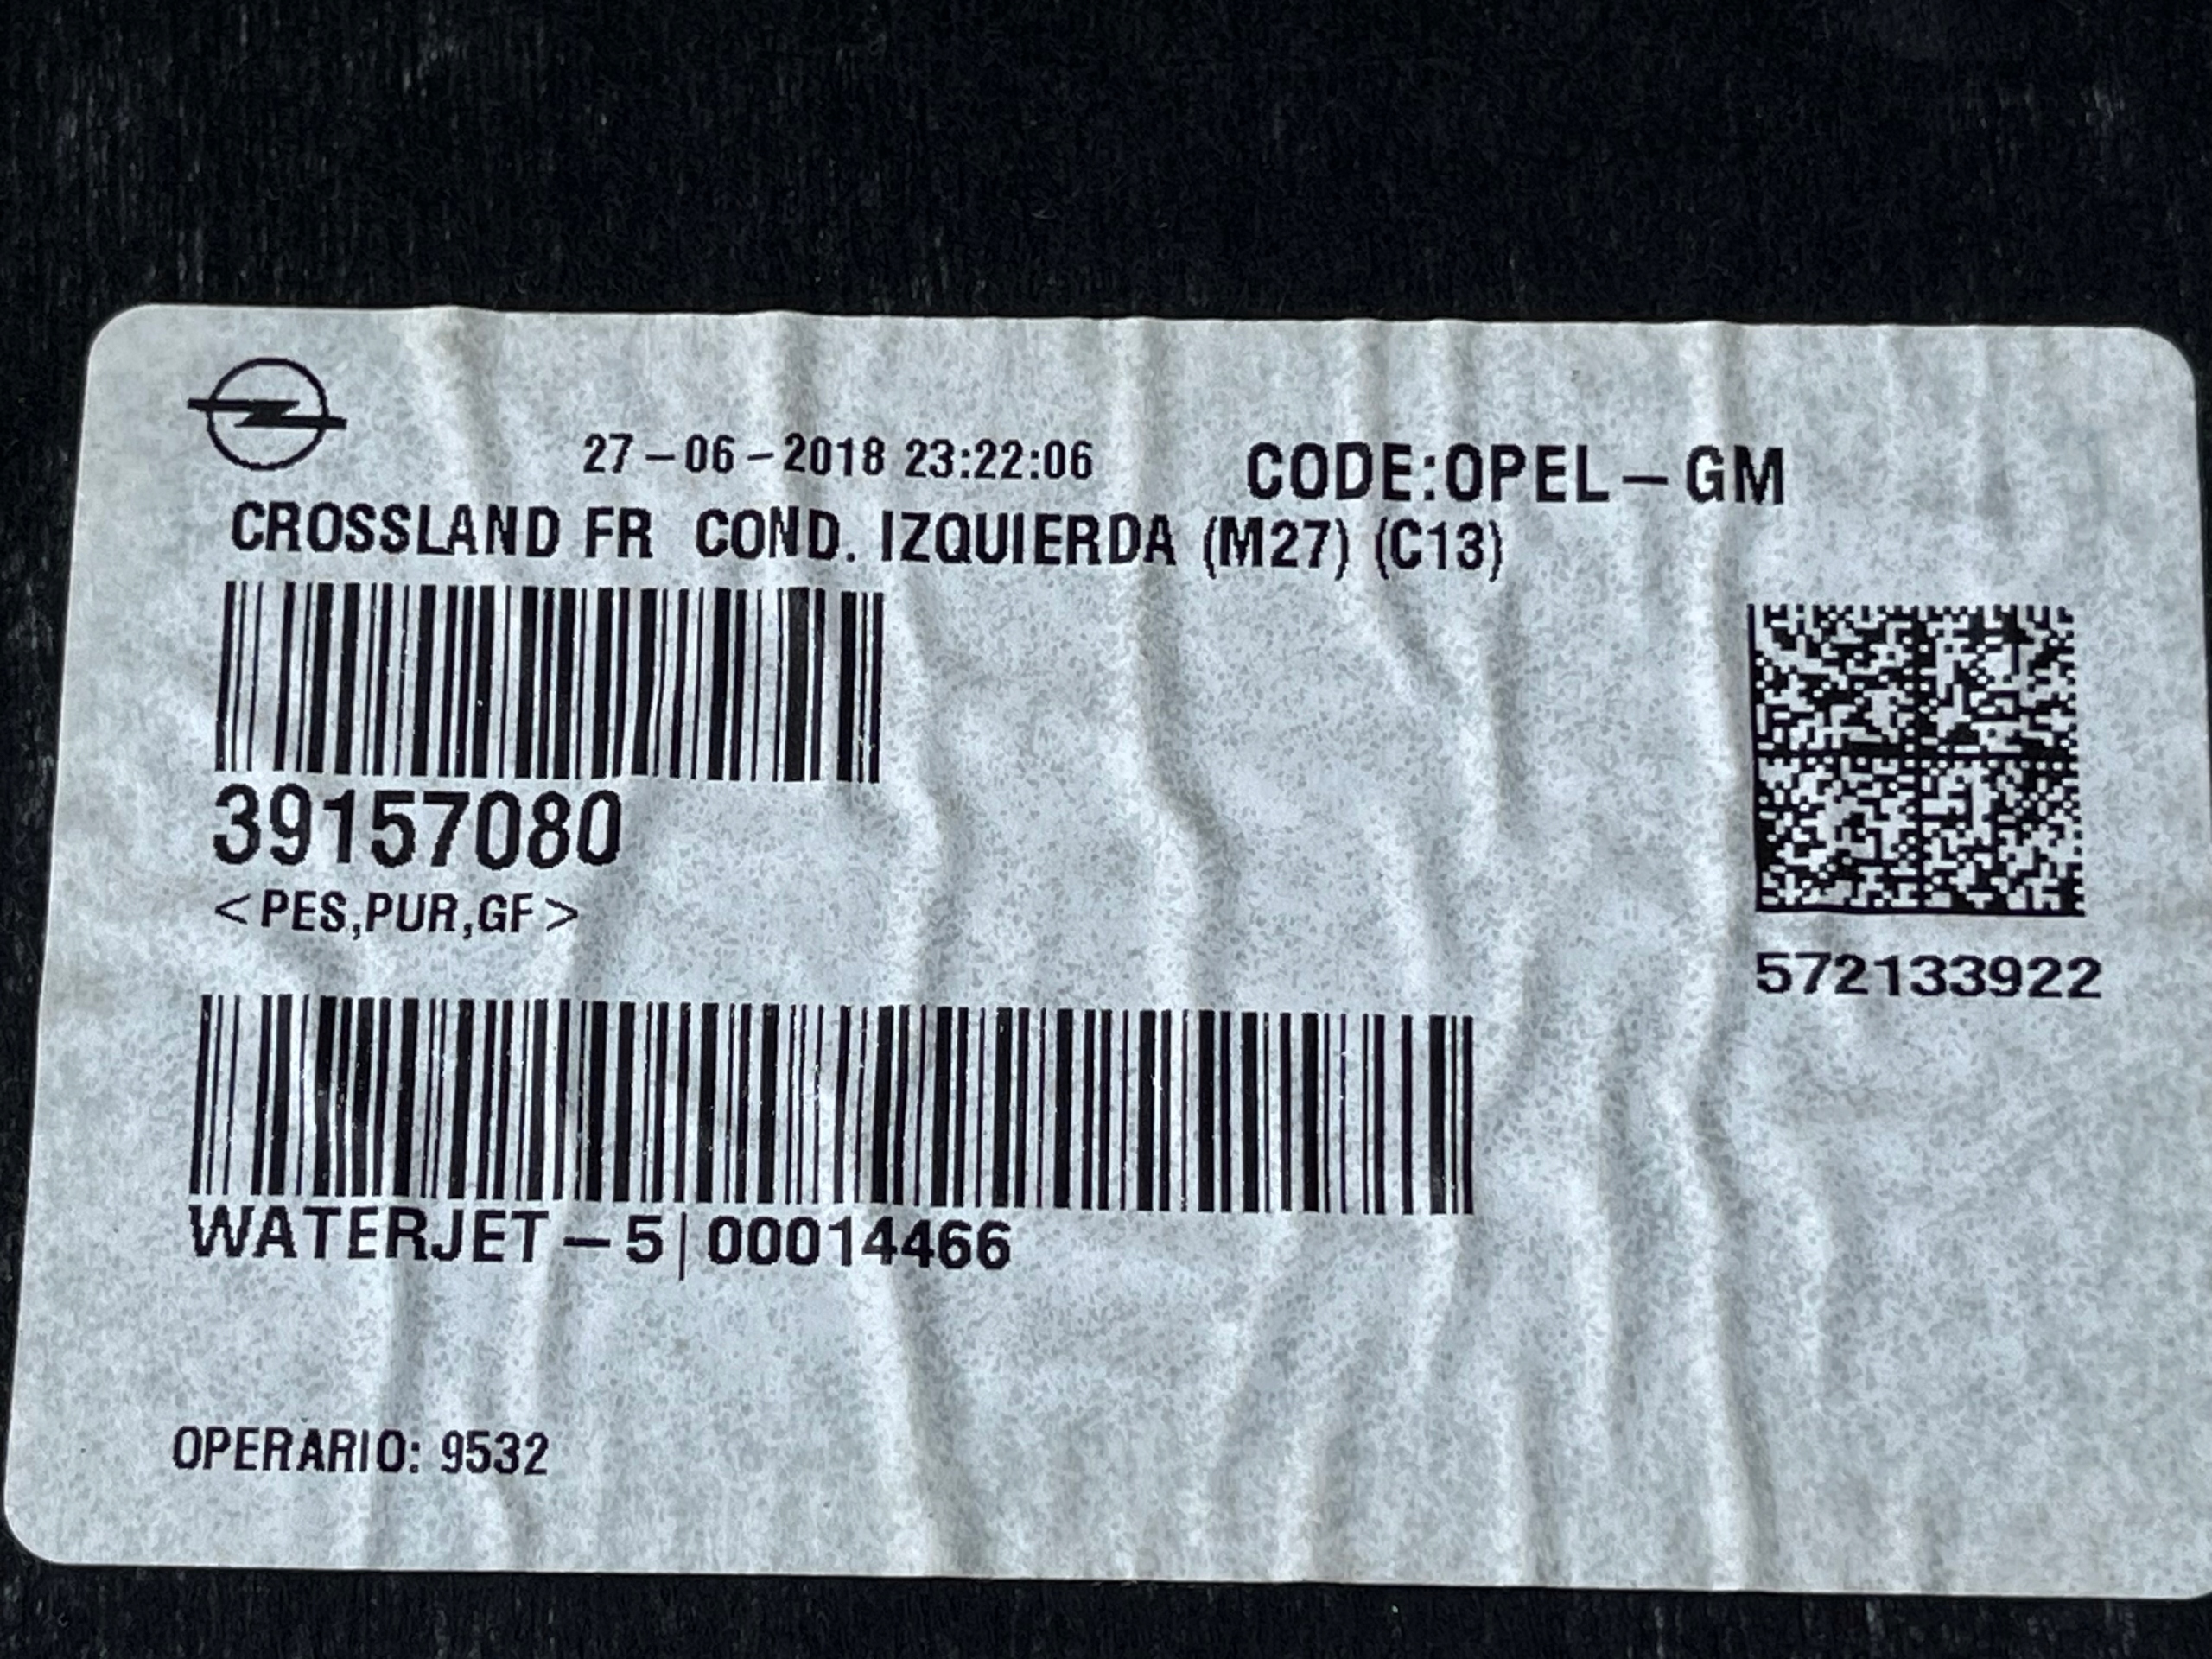 27-06-2018 23:22:06 CODE:OPEL-GM
CROSSLAND FR COND. IZQUIERDA (M27) (C13)
39157080
<PES,PUR,GF>
572133922
WATERJET-5|00014466
OPERARIO: 9532